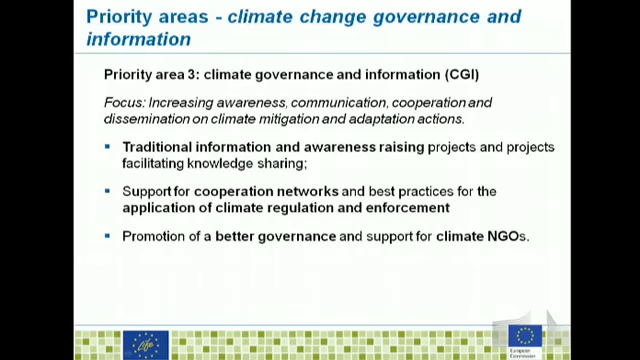 Priority areas - climate change governance and
information
Priority area 3: climate governance and information (CGI)
Focus: Increasing awareness, communication, cooperation and
dissemination on climate mitigation and adaptation actions.
Traditional information and awareness raising projects and projects
facilitating knowledge sharing;
Support for cooperation networks and best practices for the
application of climate regulation and enforcement
Promotion of a better governance and support for climate NGOs.
Life
European
Commission